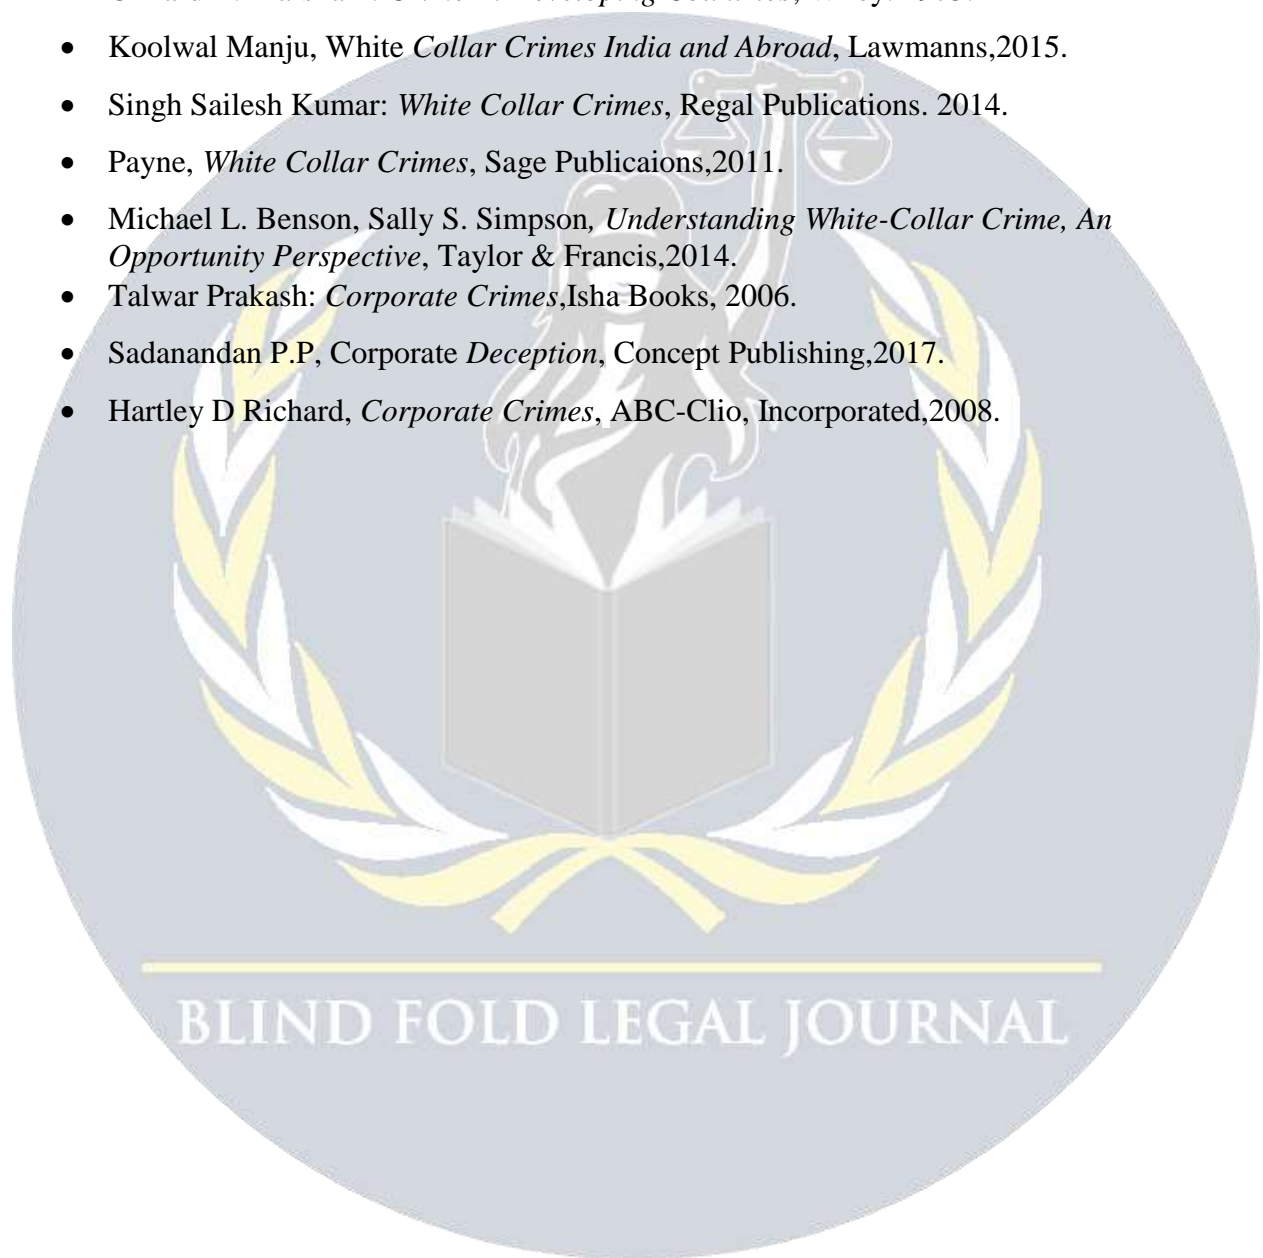 • Koolwal Manju, White Collar Crimes India and Abroad, Lawmanns,2015.
• Singh Sailesh Kumar: White Collar Crimes, Regal Publications. 2014.
• Payne, White Collar Crimes, Sage Publicaions,2011.
• Michael L. Benson, Sally S. Simpson, Understanding White-Collar Crime, An
Opportunity Perspective, Taylor & Francis,2014.
• Talwar Prakash: Corporate Crimes,Isha Books, 2006.
• Sadanandan P.P, Corporate Deception, Concept Publishing,2017.
• Hartley D Richard, Corporate Crimes, ABC-Clio, Incorporated,2008.
BLIND FOLD LEGAL JOURNAL